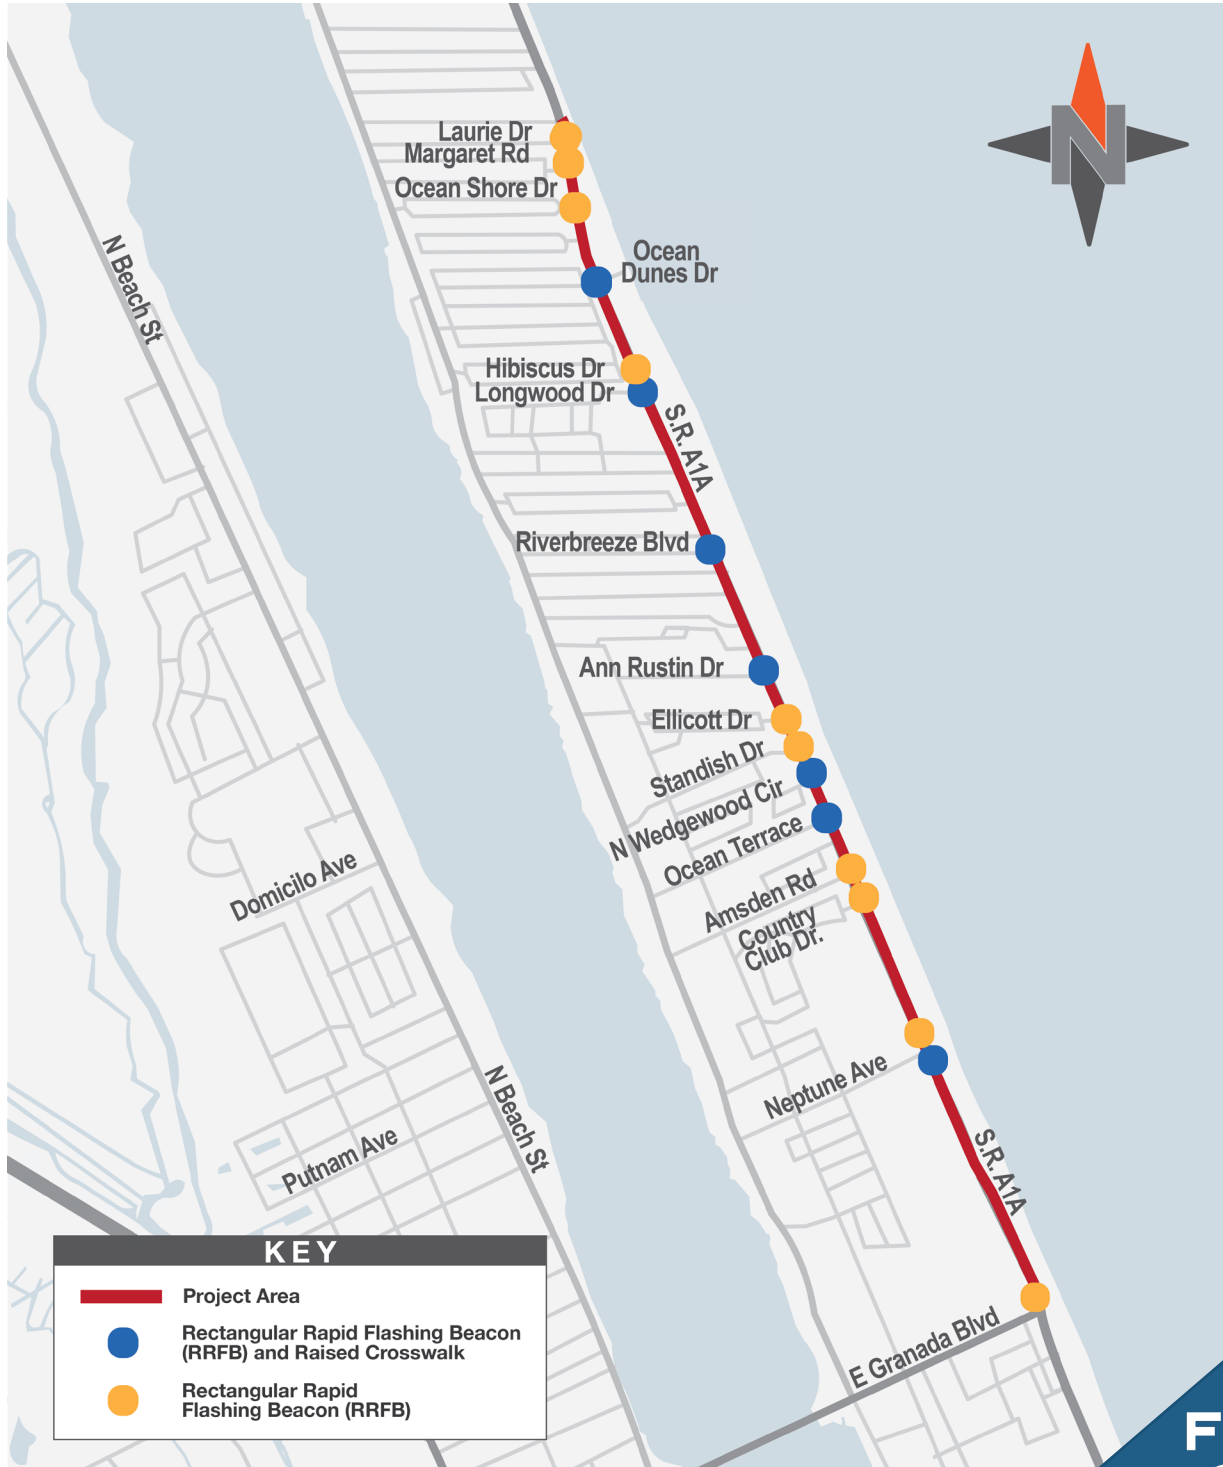 N
Laurie Dr
Margaret Rd
Ocean Shore Dr
Ocean
Dunes Dr
N Beach St
Hibiscus Dr
Longwood Dr
S.R. A1A
Riverbreeze Blvd
Ann Rustin Dr
Ellicott Dr
Standish Dr
N Wedgewood Cir
Ocean Terrace
Domicilo Ave
Amsden Rd
Country
Club Dr.
Neptune Ave
N Beach St
Putnam Ave
S.R. A1A
E Granada Blvd
KEY
Project Area
Rectangular Rapid Flashing Beacon
(RRFB) and Raised Crosswalk
Rectangular Rapid
Flashing Beacon (RRFB)
F